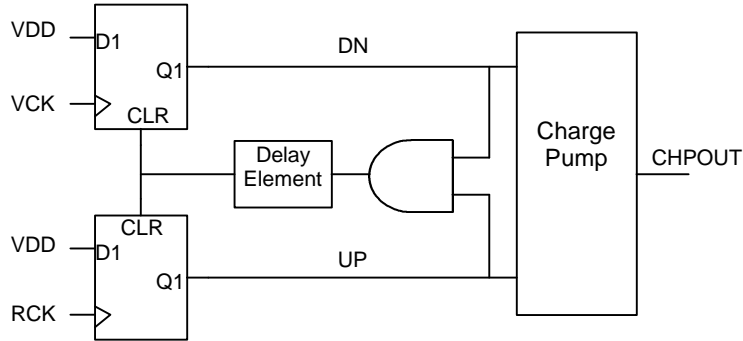 VDD
D1
DN
Q1
VCK
CLR
Delay
Element
Charge
Pump
CHPOUT
CLR
VDD
D1
UP
Q1
RCK